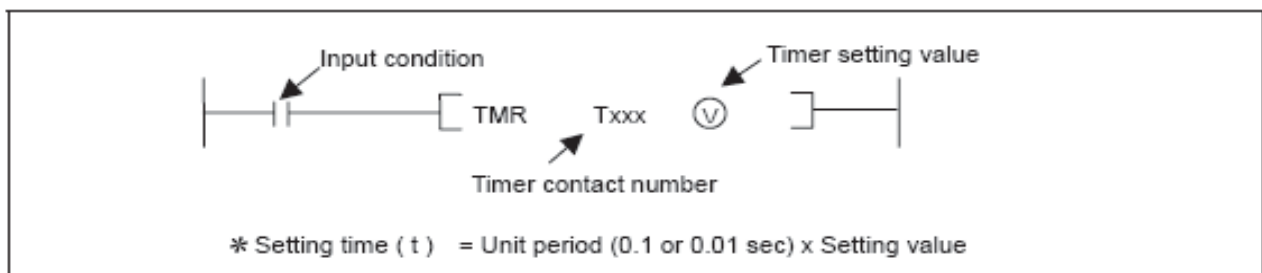 Input condition
Timer setting value
TMR Txxx V
Timer contact number
* Setting time ( t ) = Unit period (0.1 or 0.01 sec) x Setting value